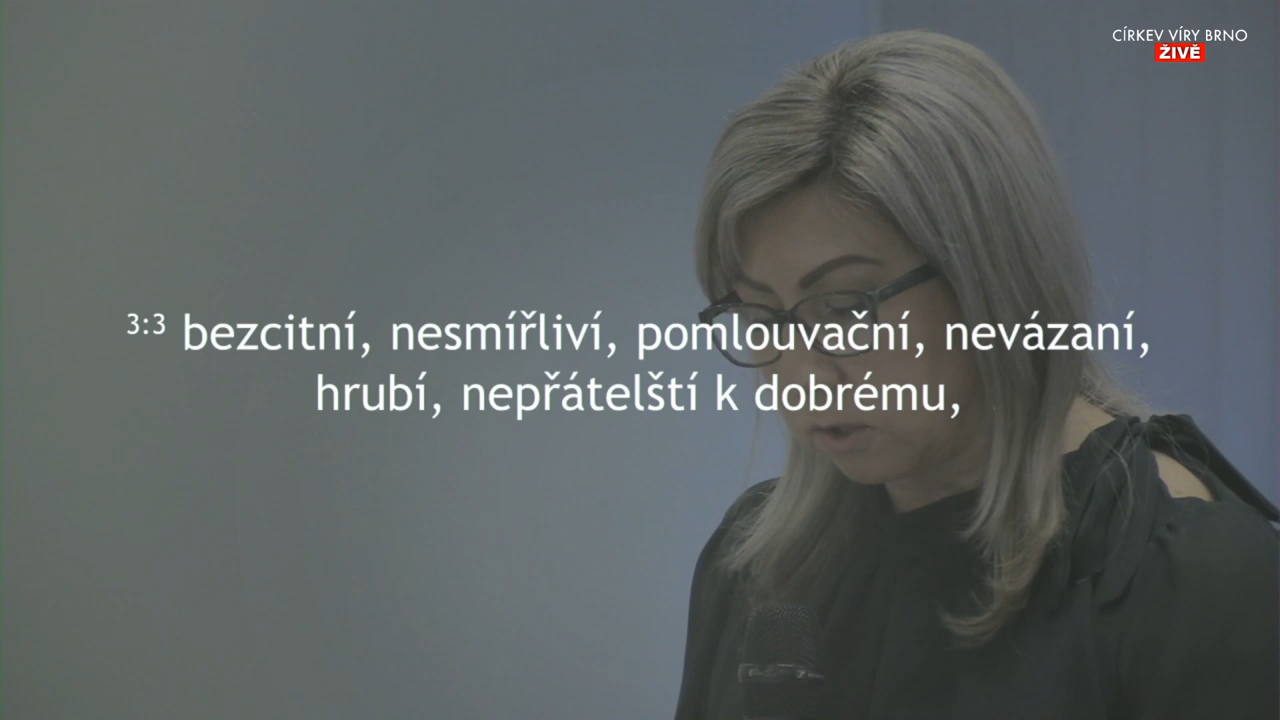 CÍRKEV VÍRY BRNO
ŽIVĚ
3:3 bezcitní, nesmířliví, pomlouvační, nevázaní,
hrubí, nepřátelští k dobrému,